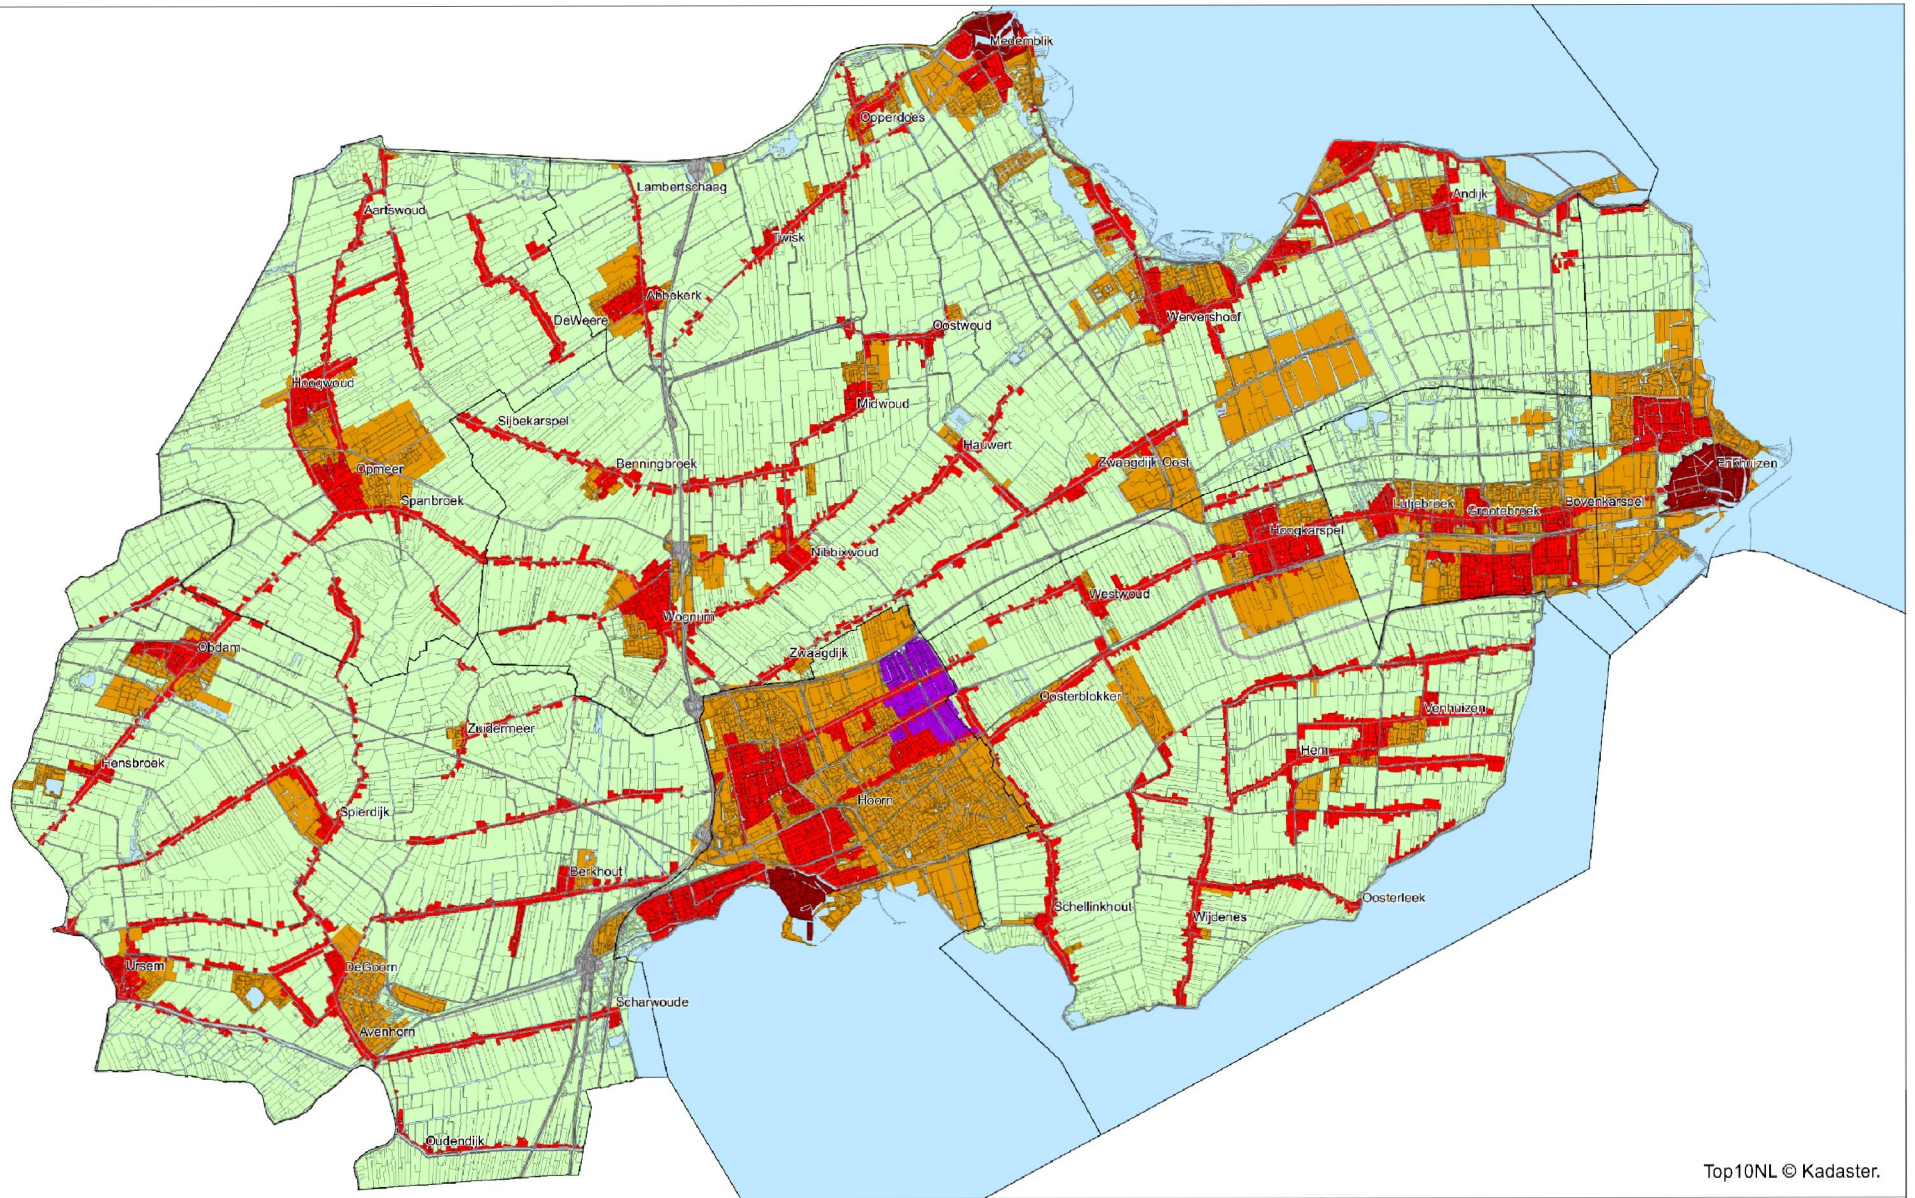 Medemblik
Opperdoes
Lambertschaag
Andijk
Aartswoud
Twisk
Abbekerk
DeWeere
Wervershoof
Oostwoud
Hoogwoud
Midwoud
Sijbekarspel
Hauwert
Benningbroek
Zwaagdijk-Oost
Enkhuizen
Opmeer
Spanbroek
Lutjebroek
Grootebroek
Bovenkarspel
Hoogkarspel
Nibbixwoud
Westwoud
Wognum
Obdam
Zwaagdijk
Oosterblokker
Venhuizen
Zuidermeer
Hem
Hensbroek
Hoorn
Spierdijk
Berkhout
Oosterleek
Schellinkhout
Wijdenes
Ursem
DeGoorn
Scharwoude
Avenhorn
Oudendijk
Top10NL © Kadaster.